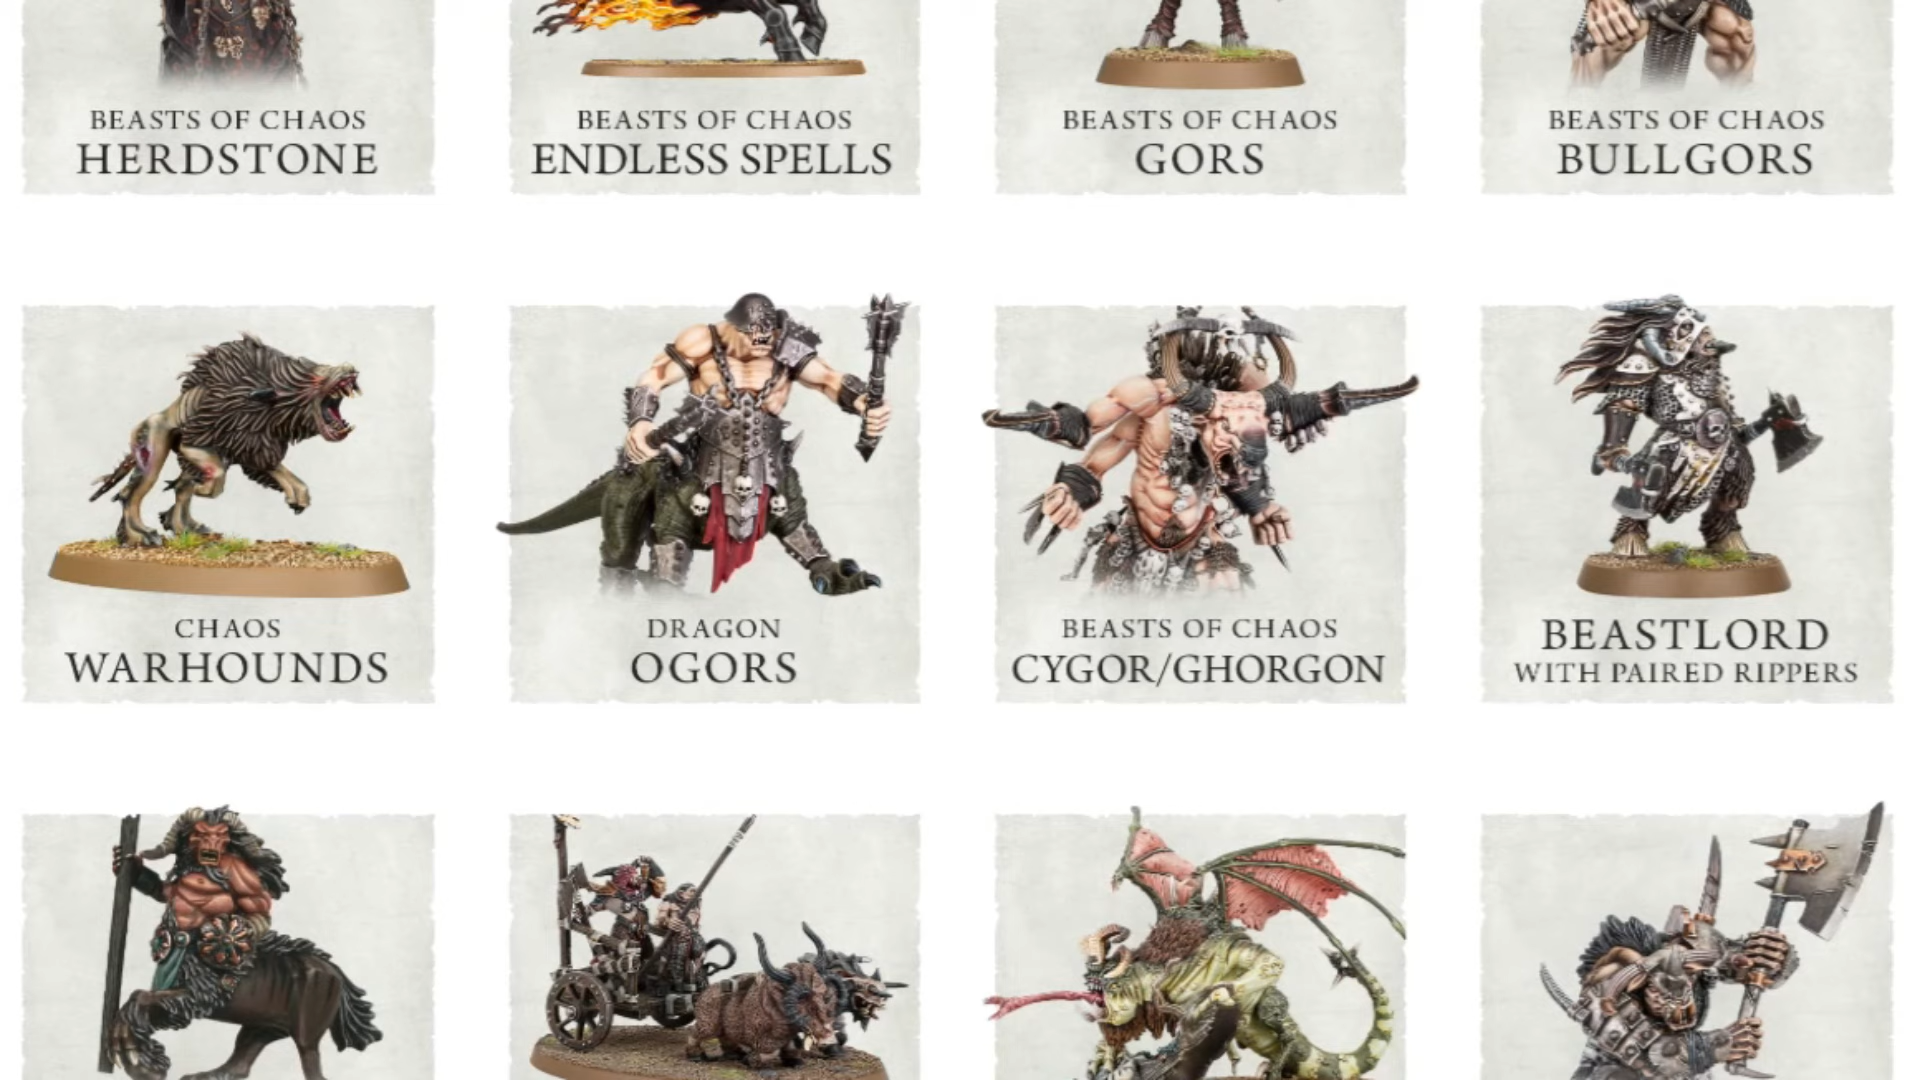 BEASTS OF CHAOS
HERDSTONE
BEASTS OF CHAOS
ENDLESS SPELLS
BEASTS OF CHAOS
GORS
BEASTS OF CHAOS
BULLGORS
CHAOS
WARHOUNDS
DRAGON
OGORS
BEASTS OF CHAOS
CYGOR/GHORGON
BEASTLORD
WITH PAIRED RIPPERS